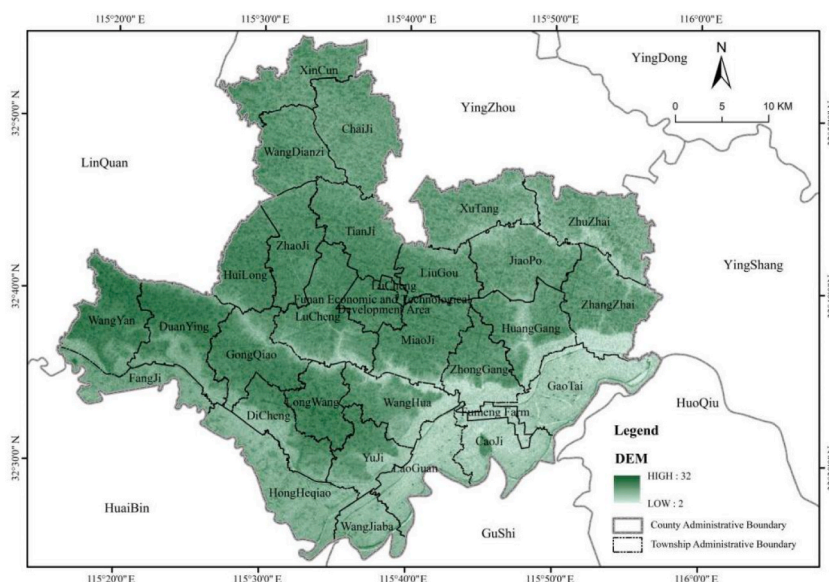 115°20'0" E
115°30'0" E
115°40'0" E
115°50'0" E
116°0'0" E
32°50'0" N
32°40'0" N
32°30'0" N
XinCun
YingDong
N
0 5 10 KM
YingZhou
ChaiJi
WangDianzi
LinQuan
XuTang
ZhuZhai
TianJi
ZhaoJi
JiaoPo
YingShang
HuiLong
LiuGou
Funan Economic and Technological
Development Area
ZhangZhai
WangYan
DuanYing
LuCheng
HuangGang
MiaoJi
GongQiao
ZhongGang
FangJi
GaoTai
HuoQiu
WangHua
DiCheng
Fumeng Farm
CaoJi
Legend
DEM
HIGH : 32
LOW : 2
YuJi
LaoGuan
HongHeqiao
HuaiBin
WangJiaba
GuShi
County Administrative Boundary
Township Administrative Boundary
115°20'0" E
115°30'0" E
115°40'0" E
115°50'0" E
116°0'0" E